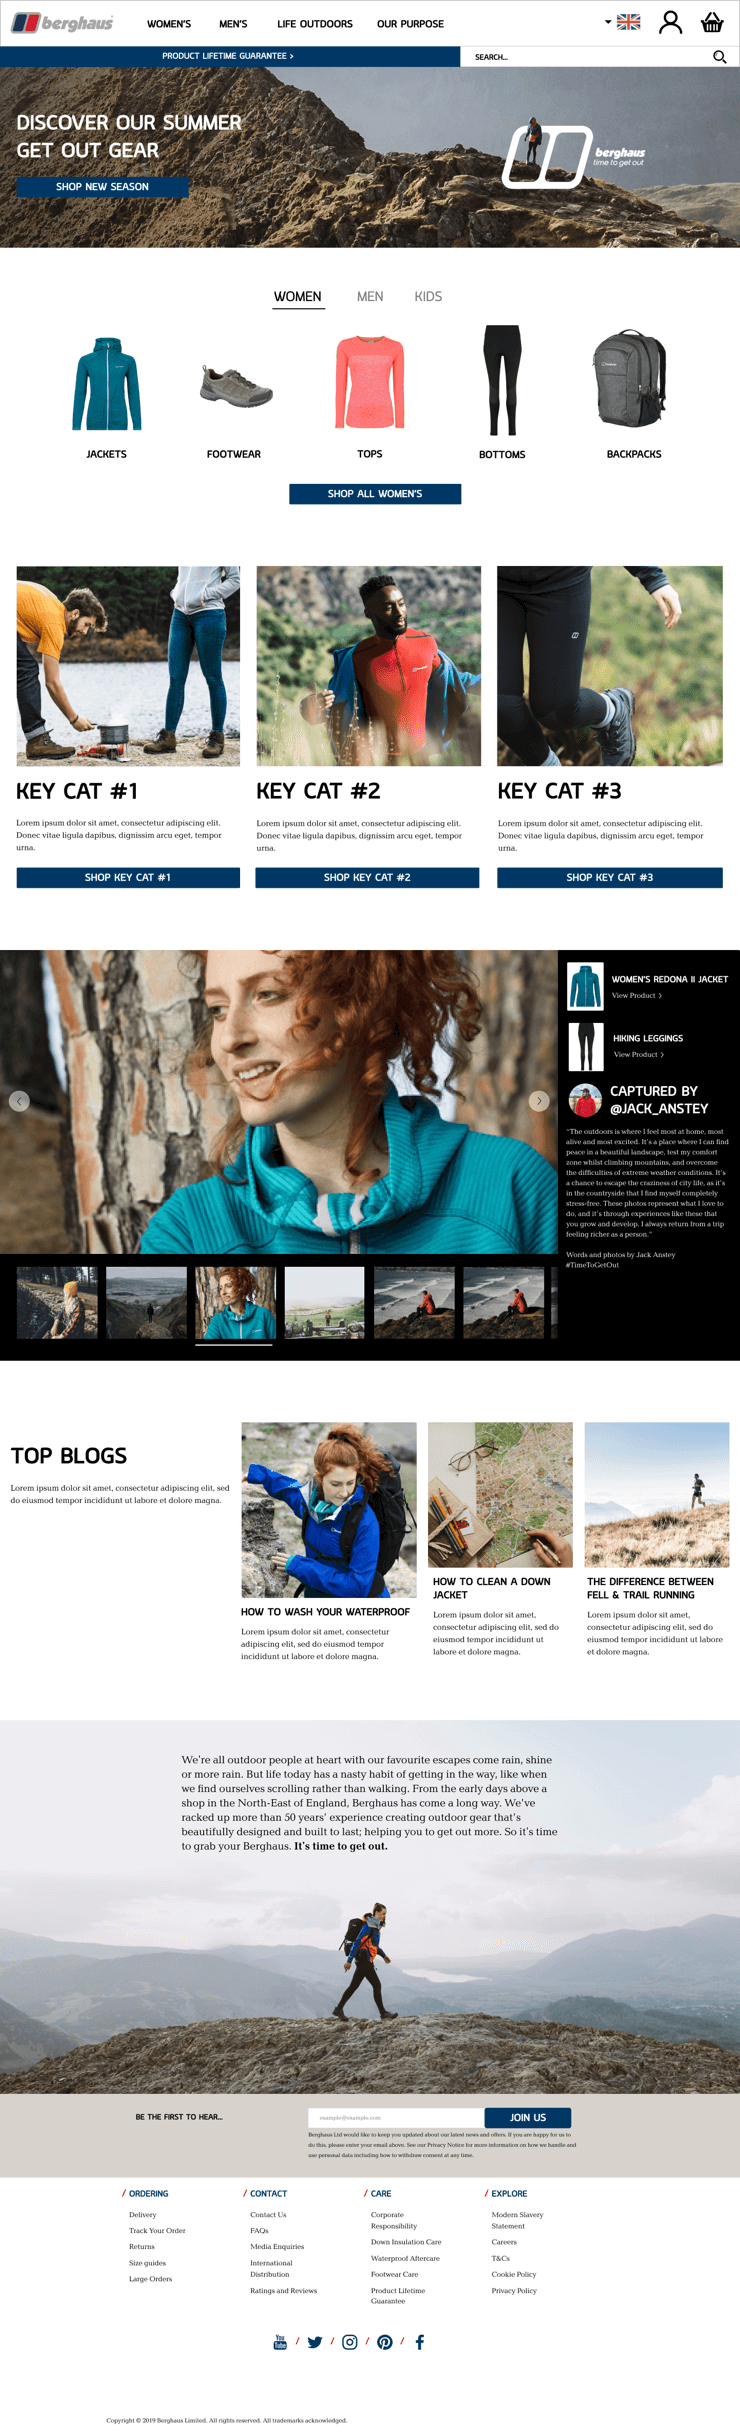 berghaus
WOMEN'S MEN'S LIFE OUTDOORS OUR PURPOSE
PRODUCT LIFETIME GUARANTEE >
SEARCH...
DISCOVER OUR SUMMER
GET OUT GEAR
SHOP NEW SEASON
berghaus
time to get out
WOMEN MEN KIDS
JACKETS FOOTWEAR TOPS BOTTOMS BACKPACKS
SHOP ALL WOMEN'S
KEY CAT #1
Lorem ipsum dolor sit amet, consectetur adipiscing elit.
Donec vitae ligula dapibus, dignissim arcu eget, tempor
urna.
SHOP KEY CAT #1
KEY CAT #2
Lorem ipsum dolor sit amet, consectetur adipiscing elit.
Donec vitae ligula dapibus, dignissim arcu eget, tempor
urna.
SHOP KEY CAT #2
KEY CAT #3
Lorem ipsum dolor sit amet, consectetur adipiscing elit.
Donec vitae ligula dapibus, dignissim arcu eget, tempor
urna.
SHOP KEY CAT #3
WOMEN'S REDONA II JACKET
View Product >
HIKING LEGGINGS
View Product >
CAPTURED BY
@JACK_ANSTEY
"The outdoors is where I feel most at home, most
alive and most excited. It's a place where I can find
peace in a beautiful landscape, test my comfort
zone whilst climbing mountains, and overcome
the difficulties of extreme weather conditions. It's
a chance to escape the craziness of city life, as it's
in the countryside that I find myself completely
stress-free. These photos represent what I love to
do, and it's through experiences like these that
you grow and develop. I always return from a trip
feeling richer as a person."
Words and photos by Jack Anstey
#TimeToGetOut
TOP BLOGS
Lorem ipsum dolor sit amet, consectetur adipiscing elit, sed
do eiusmod tempor incididunt ut labore et dolore magna.
HOW TO WASH YOUR WATERPROOF
Lorem ipsum dolor sit amet, consectetur
adipiscing elit, sed do eiusmod tempor
incididunt ut labore et dolore magna.
HOW TO CLEAN A DOWN
JACKET
Lorem ipsum dolor sit amet,
consectetur adipiscing elit, sed do
eiusmod tempor incididunt ut
labore et dolore magna.
THE DIFFERENCE BETWEEN
FELL & TRAIL RUNNING
Lorem ipsum dolor sit amet,
consectetur adipiscing elit, sed do
eiusmod tempor incididunt ut
labore et dolore magna.
We're all outdoor people at heart with our favourite escapes come rain, shine
or more rain. But life today has a nasty habit of getting in the way, like when
we find ourselves scrolling rather than walking. From the early days above a
shop in the North-East of England, Berghaus has come a long way. We've
racked up more than 50 years' experience creating outdoor gear that's
beautifully designed and built to last; helping you to get out more. So it's time
to grab your Berghaus. It's time to get out.
BE THE FIRST TO HEAR...
example@example.com
JOIN US
Berghaus Ltd would like to keep you updated about our latest news and offers. If you are happy for us to
do this, please enter your email above. See our Privacy Notice for more information on how we handle and
use personal data including how to withdraw consent at any time.
/ ORDERING
Delivery
Track Your Order
Returns
Size guides
Large Orders
/ CONTACT
Contact Us
FAQs
Media Enquiries
International
Distribution
Ratings and Reviews
/ CARE
Corporate
Responsibility
Down Insulation Care
Waterproof Aftercare
Footwear Care
Product Lifetime
Guarantee
/ EXPLORE
Modern Slavery
Statement
Careers
T&Cs
Cookie Policy
Privacy Policy
You Tube / / / /
Copyright © 2019 Berghaus Limited. All rights reserved. All trademarks acknowledged.